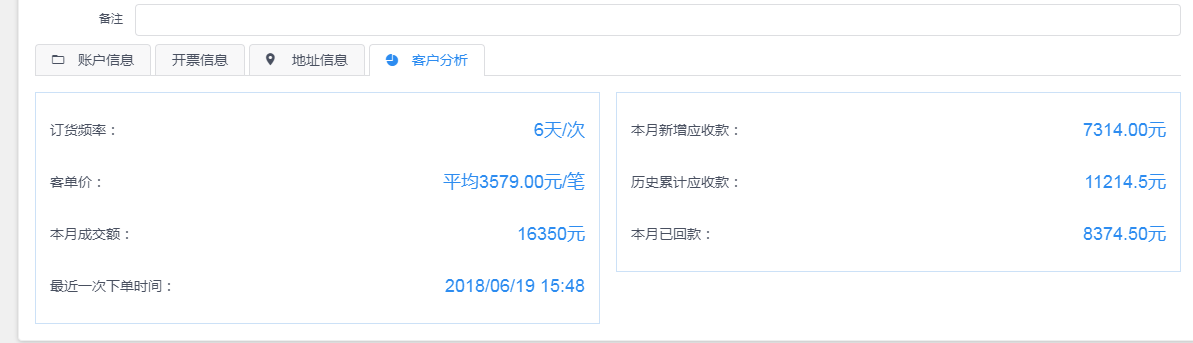 备注
账户信息 开票信息 地址信息 客户分析
订货频率： 6天/次
客单价： 平均3579.00元/笔
本月成交额： 16350元
最近一次下单时间： 2018/06/19 15:48
本月新增应收款： 7314.00元
历史累计应收款： 11214.5元
本月已回款： 8374.50元